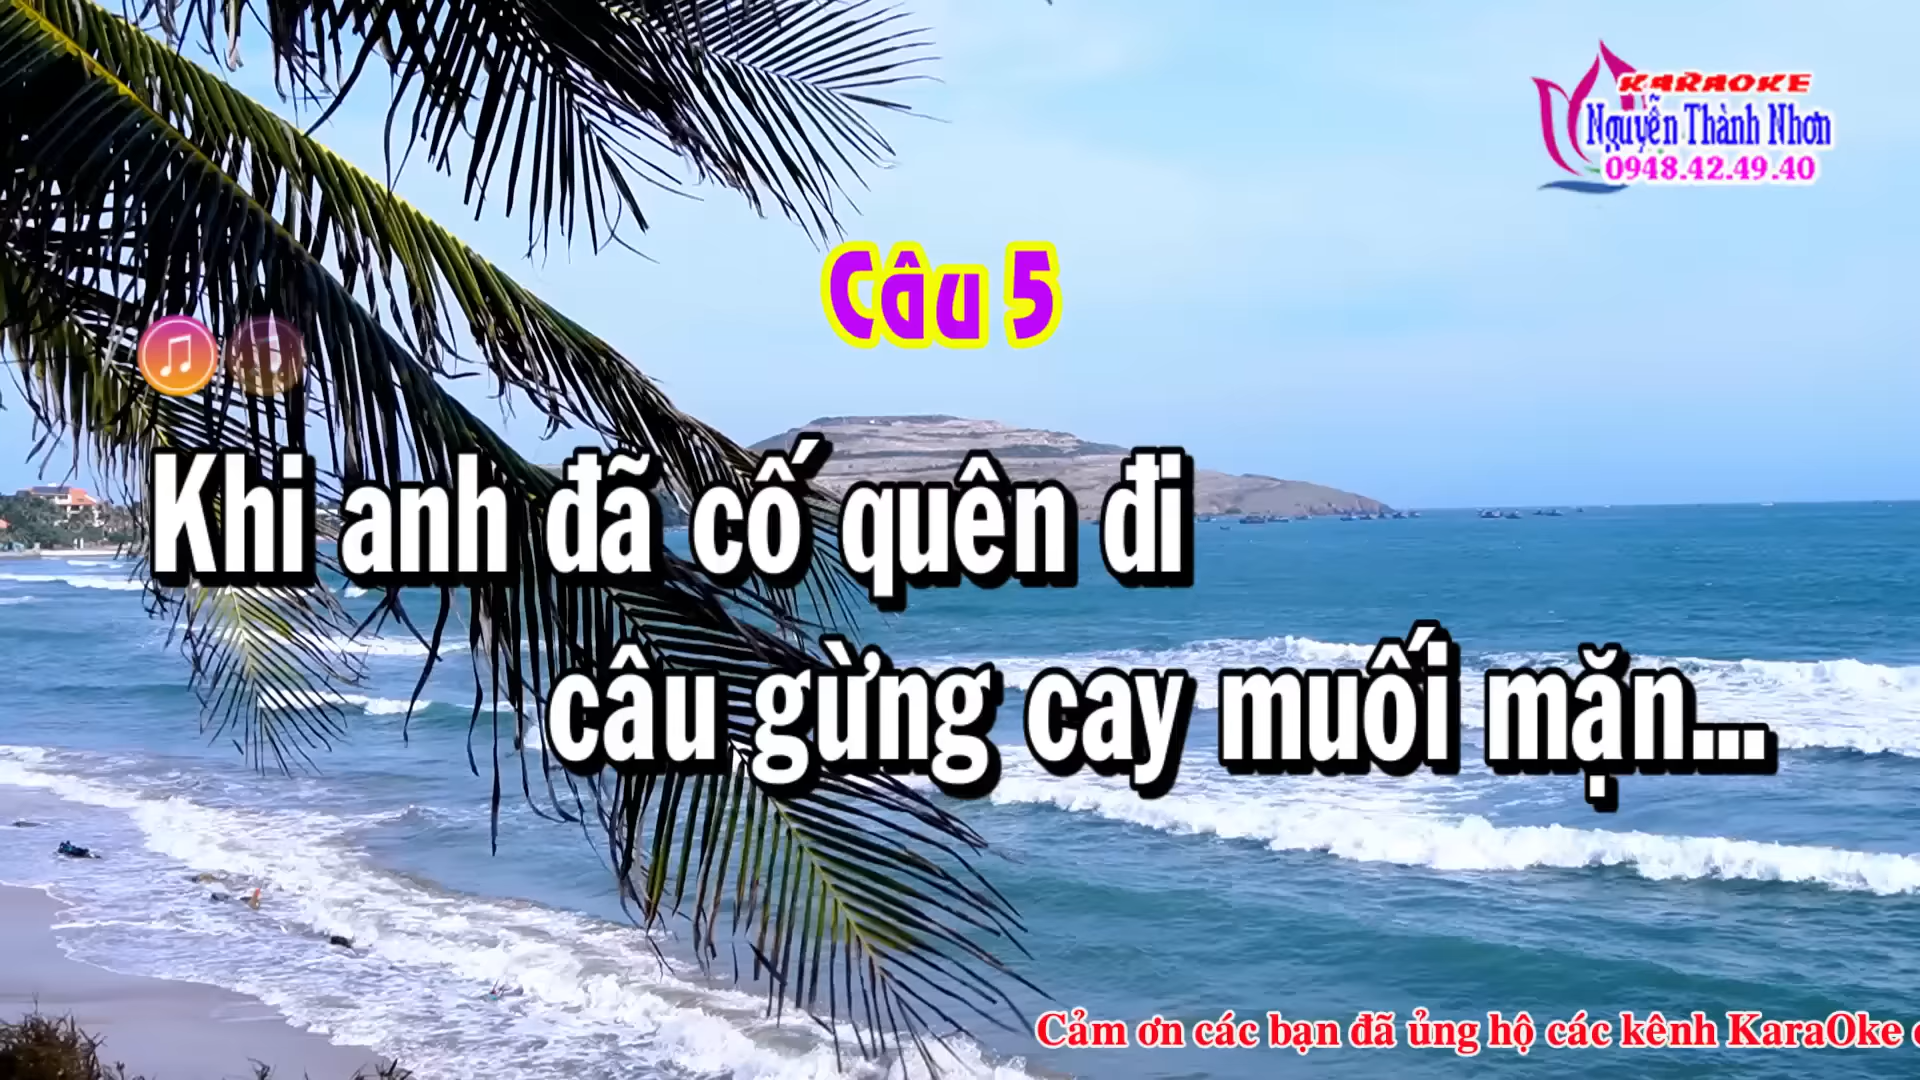 KARAOKE
Nguyễn Thành Nhơn
0948.42.49.40
Câu 5
Khi anh đã cố quên đi
câu gừng cay muối mặn...
Cảm ơn các bạn đã ủng hộ các kênh KaraOke